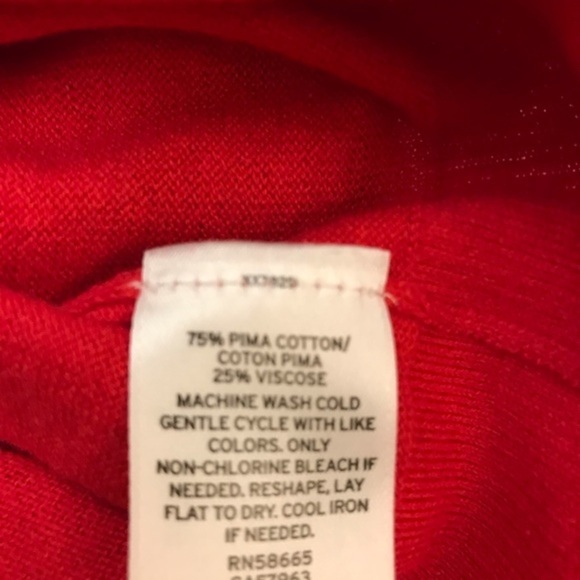 75% PIMA COTTON/
COTON PIMA
25% VISCOSE
MACHINE WASH COLD
GENTLE CYCLE WITH LIKE
COLORS. ONLY
NON-CHLORINE BLEACH IF
NEEDED. RESHAPE, LAY
FLAT TO DRY. COOL IRON
IF NEEDED.
RN58665